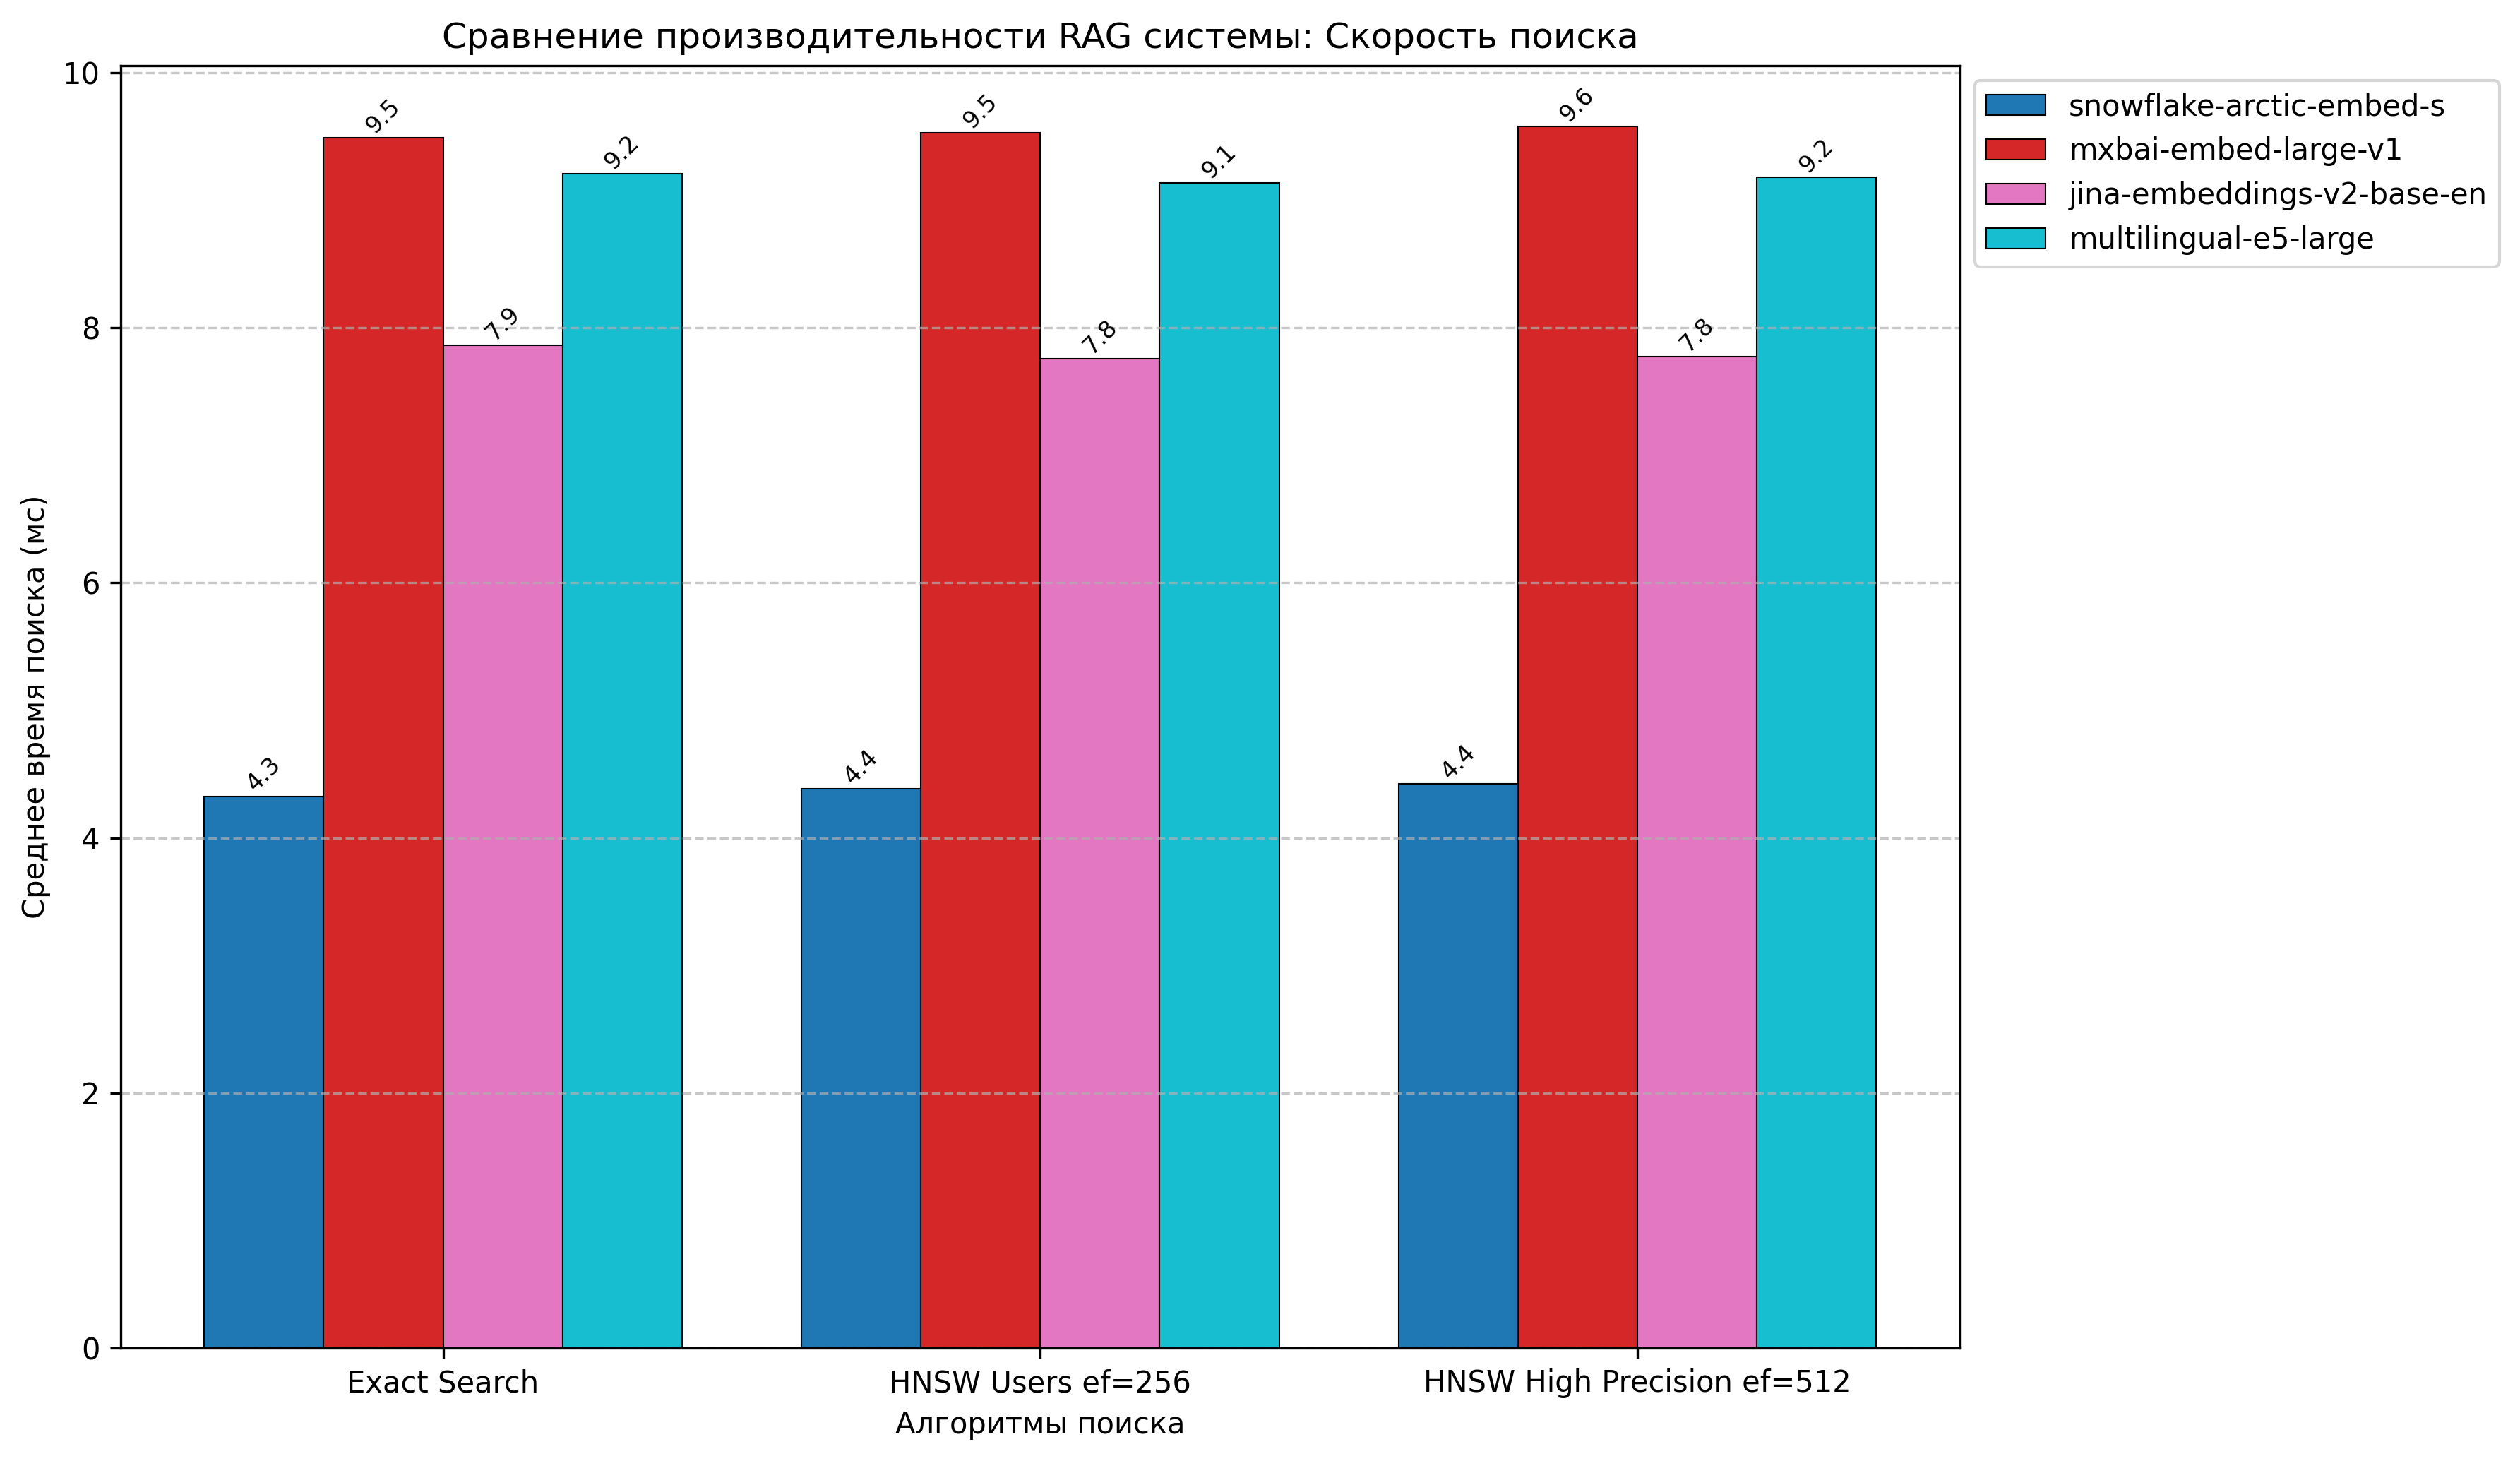 Сравнение производительности RAG системы: Скорость поиска
10
8
6
4
2
0
Среднее время поиска (мс)
4.3
9.5
7.9
9.2
4.4
9.5
7.8
9.1
4.4
9.6
7.8
9.2
Exact Search
HNSW Users ef=256
HNSW High Precision ef=512
Алгоритмы поиска
snowflake-arctic-embed-s
mxbai-embed-large-v1
jina-embeddings-v2-base-en
multilingual-e5-large